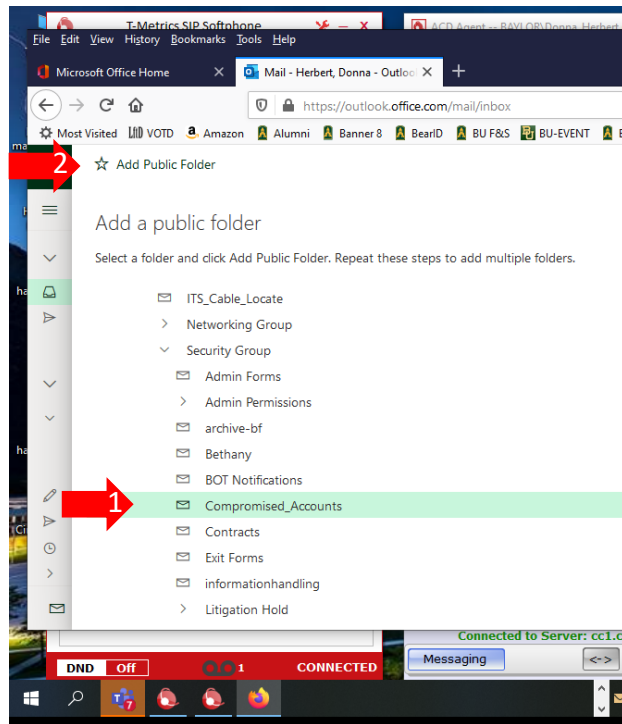 T-Metrics SIP Softphone
ACD Agent -- BAYLOR\Donna_Herbert
File Edit View History Bookmarks Tools Help
Microsoft Office Home
Mail - Herbert, Donna - Outloo
https://outlook.office.com/mail/inbox
Most Visited VOTD Amazon Alumni Banner 8 BearID BU F&S BU-EVENT
2
Add Public Folder
Add a public folder
Select a folder and click Add Public Folder. Repeat these steps to add multiple folders.
ITS_Cable_Locate
Networking Group
Security Group
Admin Forms
Admin Permissions
archive-bf
Bethany
BOT Notifications
1
Compromised_Accounts
Contracts
Exit Forms
informationhandling
Litigation Hold
Connected to Server: cc1.c
DND Off 1 CONNECTED
Messaging <->
7